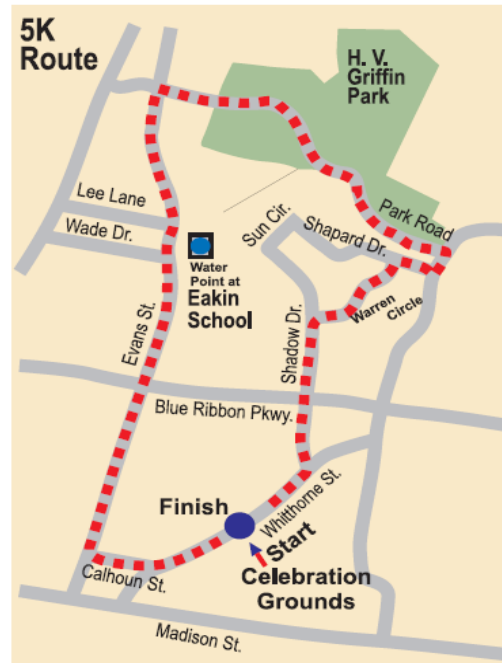 5K
Route
H. V.
Griffin
Park
Lee Lane
Wade Dr.
Sun Cir.
Shapard Dr.
Park Road
Water
Point at
Eakin
School
Evans St.
Shadow Dr.
Warren
Circle
Blue Ribbon Pkwy.
Finish
Whitthorne St.
Start
Calhoun St.
Celebration
Grounds
Madison St.